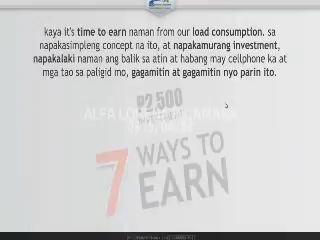 kaya it's time to earn naman from our load consumption. sa
napakasimpleng concept na ito, at napakamurang investment,
napakalaki naman ang balik sa atin at habang may cellphone ka at
mga tao sa paligid mo, gagamitin at gagamitin nyo parin ito.
₱2,500
7 WAYS TO
EARN